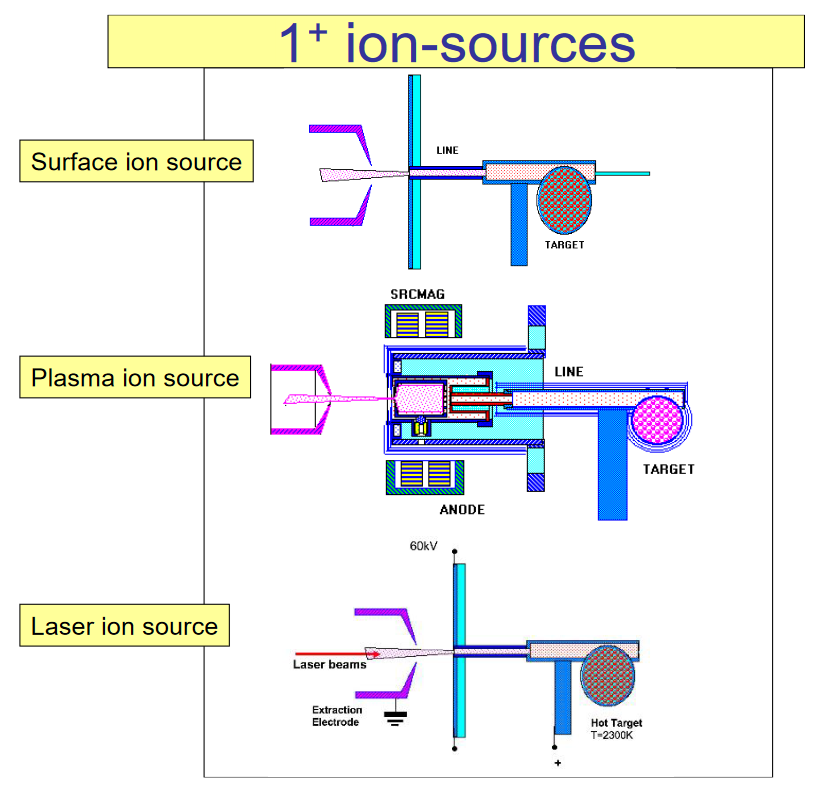 1+ ion-sources
Surface ion source
LINE
TARGET
SRCMAG
Plasma ion source
LINE
TARGET
ANODE
60kV
Laser ion source
Laser beams
Extraction
Electrode
Hot Target
T=2300K
+